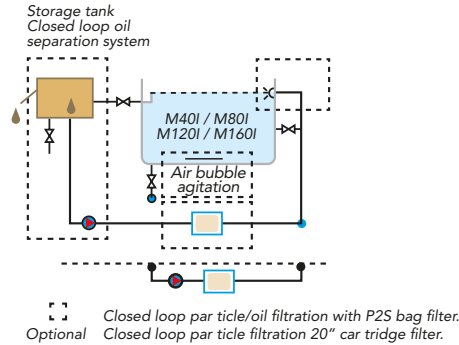 Storage tank
Closed loop oil
separation system
M40I / M80I
M120I / M160I
Air bubble
agitation
Closed loop par ticle/oil filtration with P2S bag filter.
Optional Closed loop par ticle filtration 20” car tridge filter.